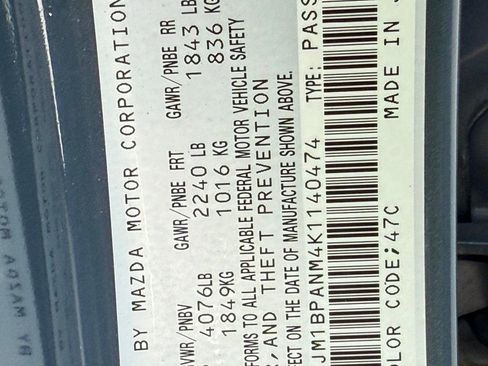 BY MAZDA MOTOR CORPORATION
GVWR/PNBV GAWR/PNBE FRT GAWR/PNBE RR
4076LB 2240 LB 1843 LB
1849KG 1016 KG 836 KG
FORMS TO ALL APPLICABLE FEDERAL MOTOR VEHICLE SAFETY
,AND THEFT PREVENTION
FECT ON THE DATE OF MANUFACTURE SHOWN ABOVE.
JM1BPANM4K1140474 TYPE: PASS
OLOR CODE:47C MADE IN J